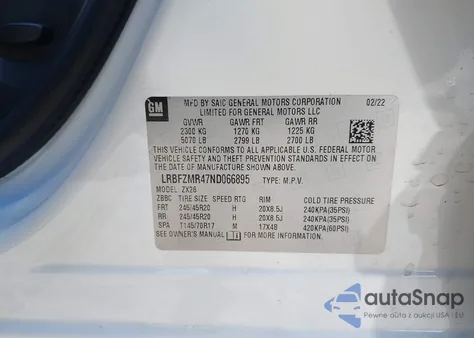 GM
MFD BY SAIC GENERAL MOTORS CORPORATION 02/22
LIMITED FOR GENERAL MOTORS LLC
GVWR GAWR FRT GAWR RR
2300 KG 1270 KG 1225 KG
5070 LB 2799 LB 2700 LB
THIS VEHICLE CONFORMS TO ALL APPLICABLE U.S. FEDERAL MOTOR
VEHICLE SAFETY, BUMPER, AND THEFT PREVENTION STANDARDS IN EFFECT
ON THE DATE OF MANUFACTURE SHOWN ABOVE.
LRBFZMR47ND066895 TYPE: M.P.V.
MODEL: ZX26
ZBBC TIRE SIZE SPEED RTG RIM COLD TIRE PRESSURE
FRT 245/45R20 H 20X8.5J 240KPA(35PSI)
RR 245/45R20 H 20X8.5J 240KPA(35PSI)
SPA T145/70R17 M 17X4B 420KPA(60PSI)
SEE OWNER'S MANUAL FOR MORE INFORMATION
autoSnap
Pewne auta z aukcji USA i EU